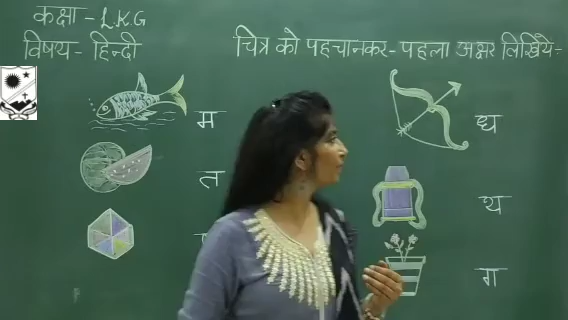 कक्षा - L.K.G
विषय - हिन्दी
चित्र को पहचानकर - पहला अक्षर लिखिये -
म
त
ध
थ
ग